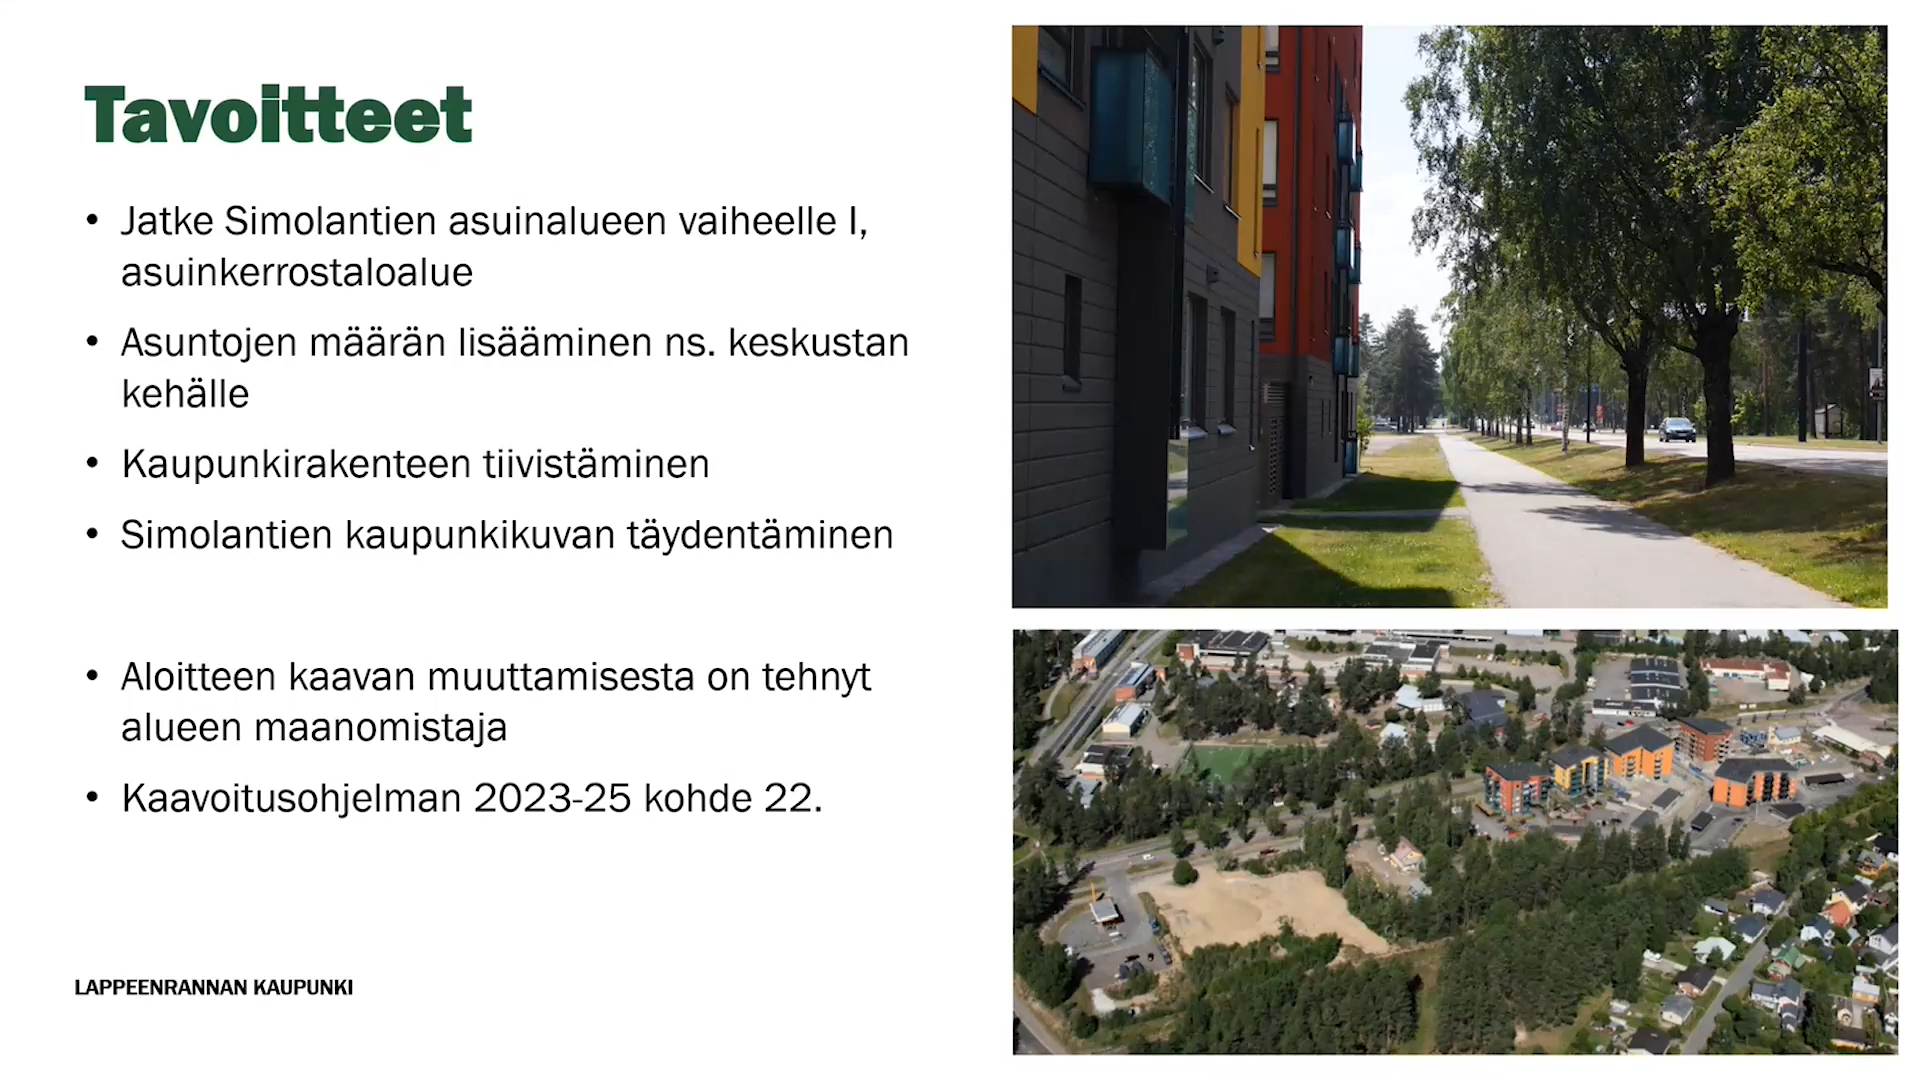 Tavoitteet
• Jatke Simolantien asuinalueen vaiheelle I,
asuinkerrostaloalue
• Asuntojen määrän lisääminen ns. keskustan
kehälle
• Kaupunkirakenteen tiivistäminen
• Simolantien kaupunkikuvan täydentäminen
• Aloitteen kaavan muuttamisesta on tehnyt
alueen maanomistaja
• Kaavoitusohjelman 2023-25 kohde 22.
LAPPEENRANNAN KAUPUNKI